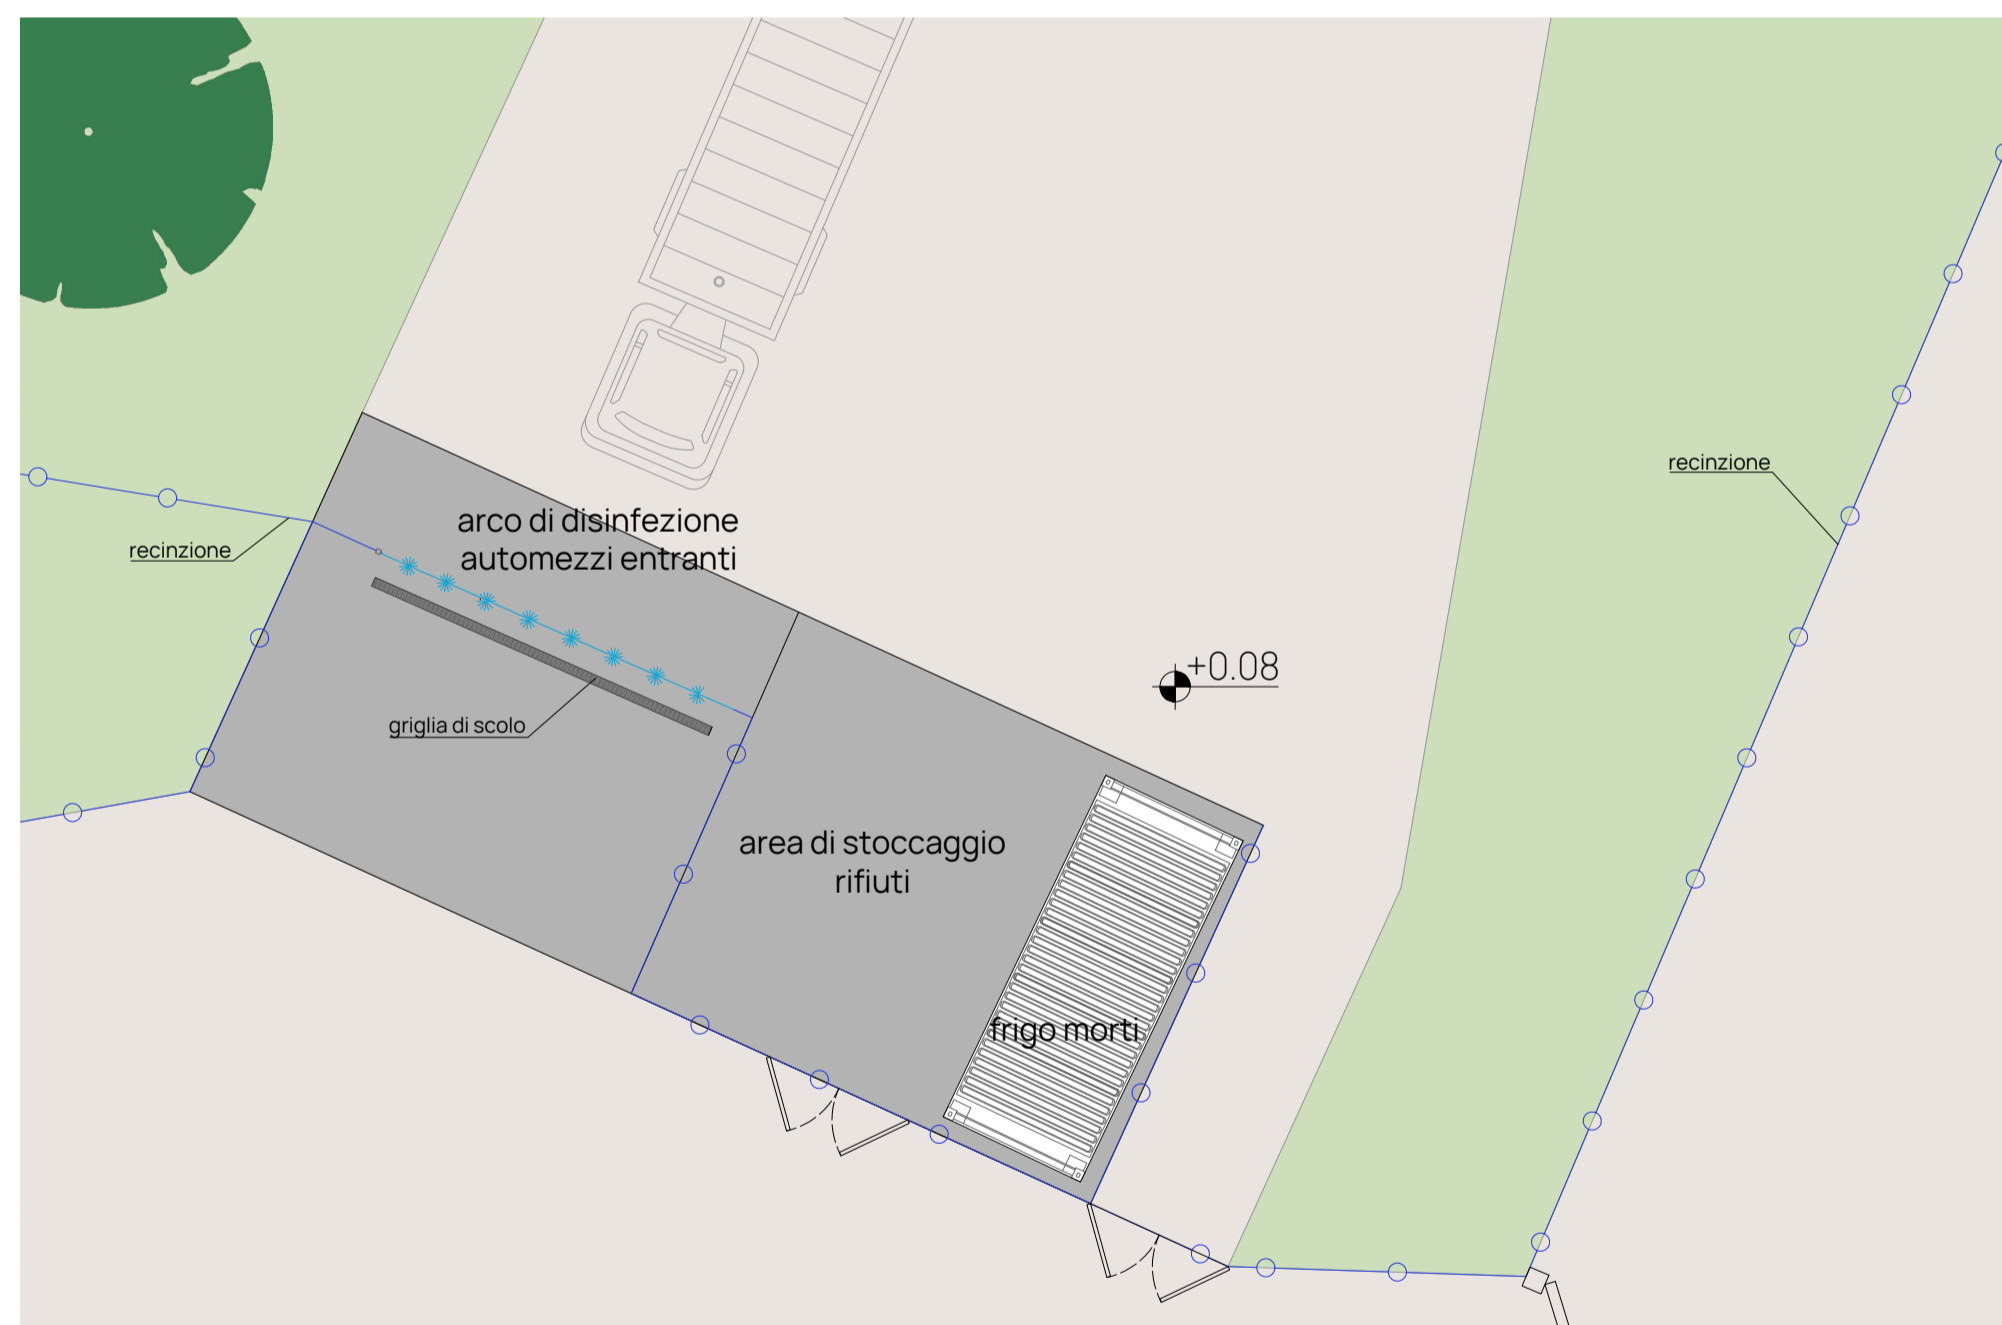 recinzione
arco di disinfezione
automezzi entranti
recinzione
+0.08
griglia di scolo
area di stoccaggio
rifiuti
frigo morti